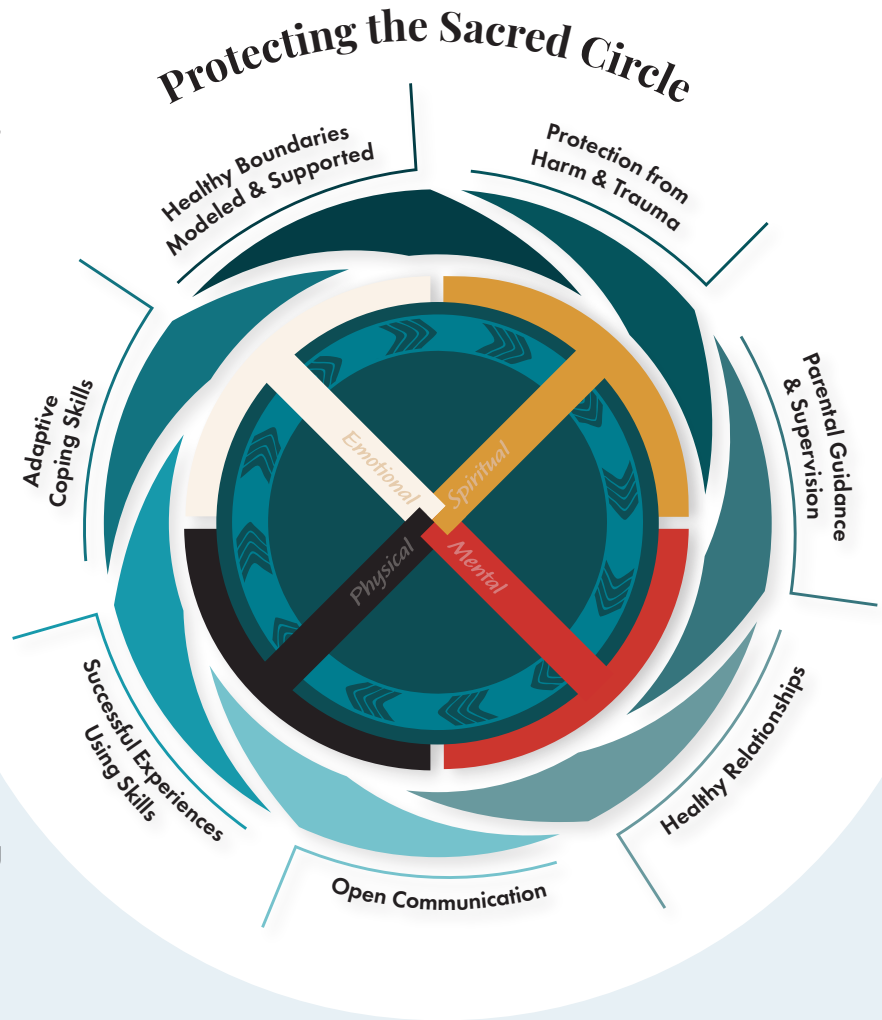 Protecting the Sacred Circle
Healthy Boundaries
Modeled & Supported
Protection from
Harm & Trauma
Parental Guidance
& Supervision
Healthy Relationships
Open Communication
Successful Experiences
Using Skills
Adaptive
Coping Skills
Emotional
Spiritual
Physical
Mental